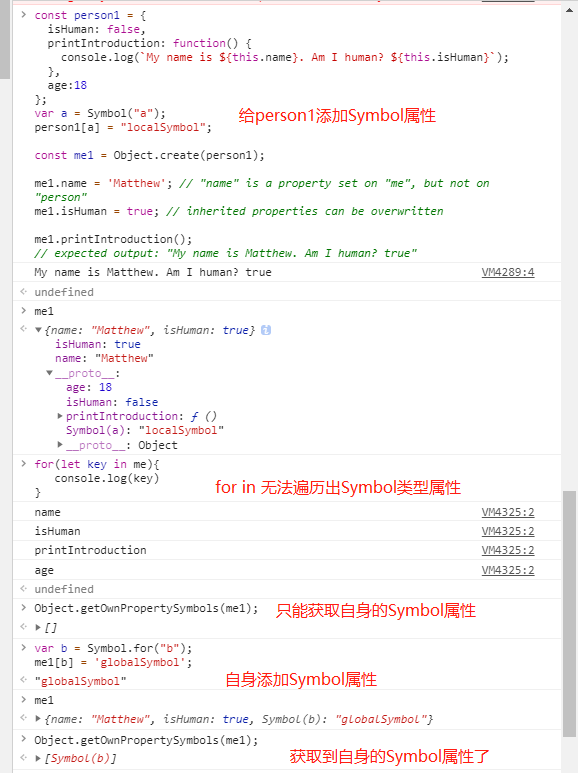 const person1 = {
isHuman: false,
printIntroduction: function() {
console.log(`My name is ${this.name}. Am I human? ${this.isHuman}`);
},
age:18
};
var a = Symbol("a");
person1[a] = "localSymbol";
给person1添加Symbol属性
const me1 = Object.create(person1);
me1.name = 'Matthew'; // "name" is a property set on "me", but not on
"person"
me1.isHuman = true; // inherited properties can be overwritten
me1.printIntroduction();
// expected output: "My name is Matthew. Am I human? true"
My name is Matthew. Am I human? true VM4289:4
undefined
me1
{name: "Matthew", isHuman: true} i
isHuman: true
name: "Matthew"
__proto__:
age: 18
isHuman: false
printIntroduction: ƒ ()
Symbol(a): "localSymbol"
__proto__: Object
for(let key in me){
console.log(key)
}
for in 无法遍历出Symbol类型属性
name VM4325:2
isHuman VM4325:2
printIntroduction VM4325:2
age VM4325:2
undefined
Object.getOwnPropertySymbols(me1); 只能获取自身的Symbol属性
[]
var b = Symbol.for("b");
me1[b] = 'globalSymbol';
"globalSymbol" 自身添加Symbol属性
me1
{name: "Matthew", isHuman: true, Symbol(b): "globalSymbol"}
Object.getOwnPropertySymbols(me1);
[Symbol(b)] 获取到自身的Symbol属性了